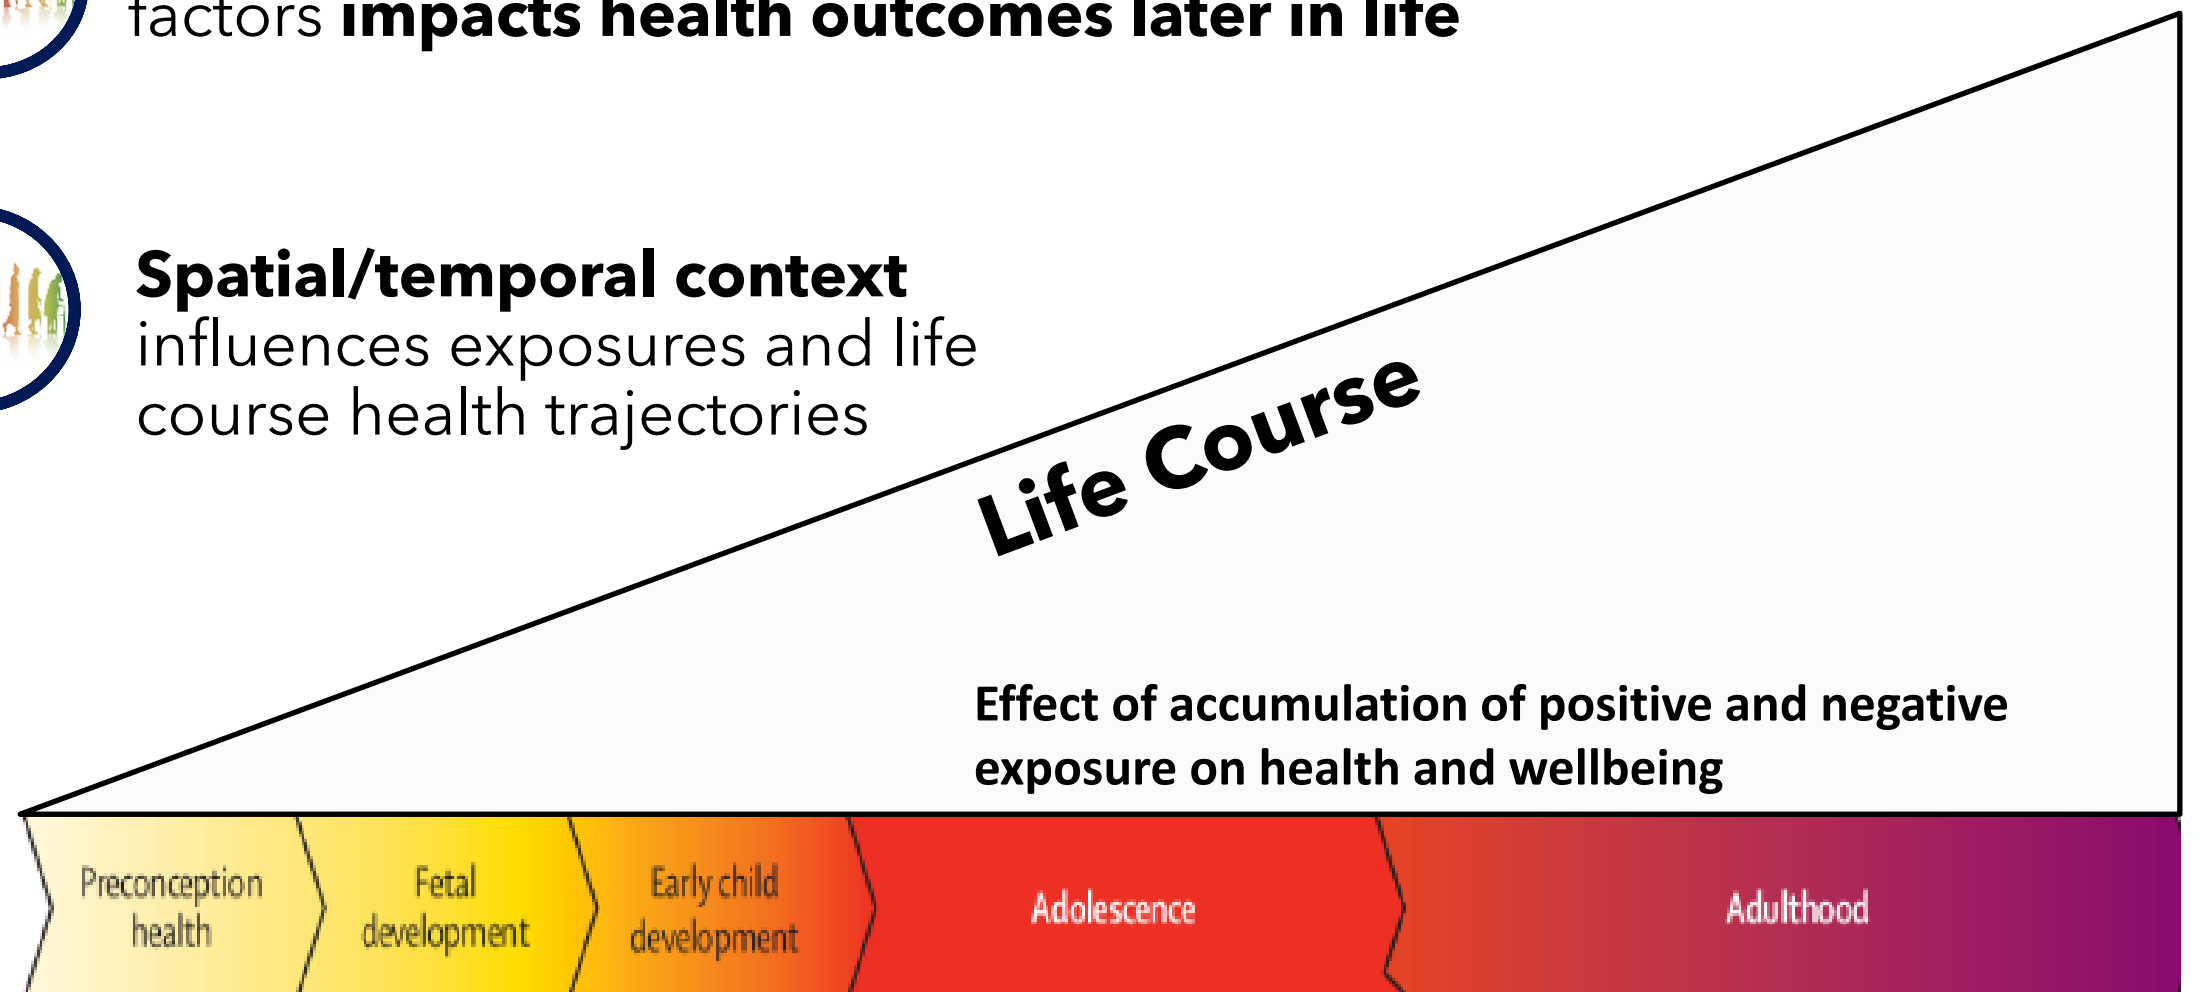 factors impacts health outcomes later in life
Spatial/temporal context
influences exposures and life
course health trajectories
Life Course
Effect of accumulation of positive and negative
exposure on health and wellbeing
Preconception
health
Fetal
development
Early child
development
Adolescence
Adulthood